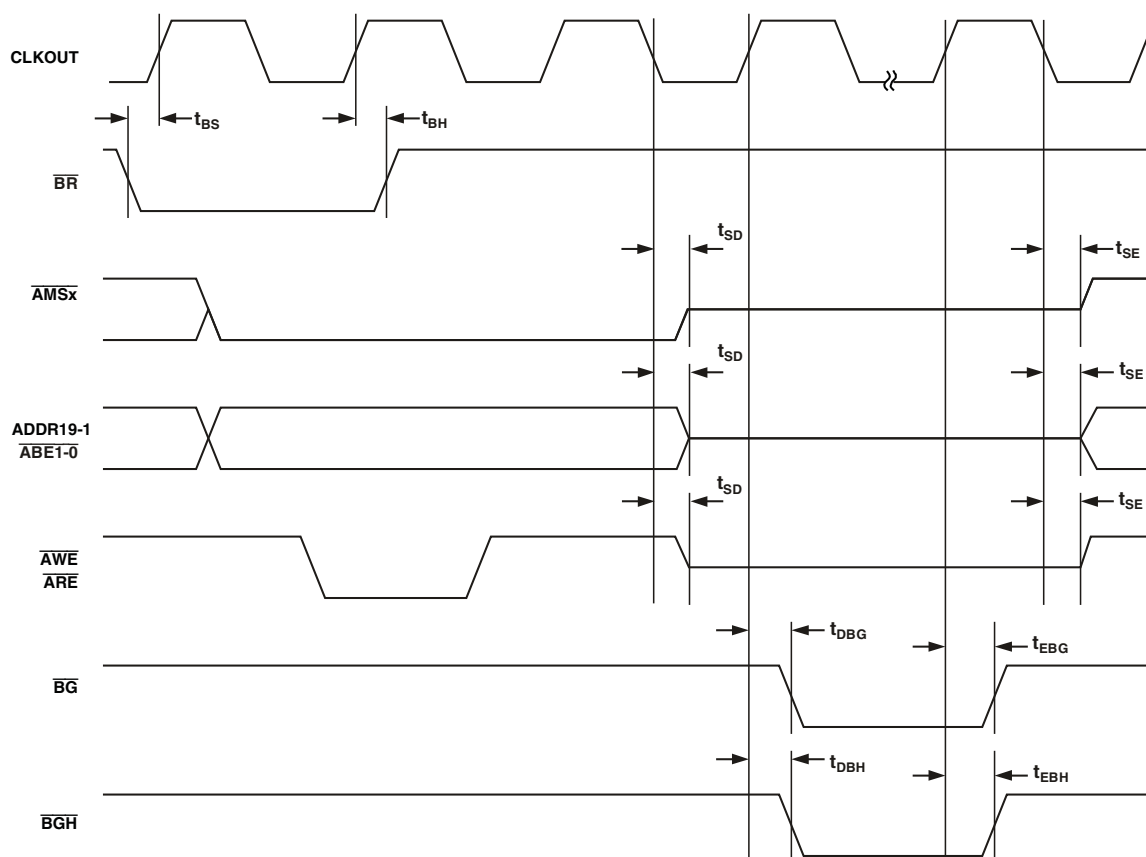 CLKOUT
tBS
tBH
BR
tSD
tSE
AMSx
tSD
tSE
ADDR19-1
ABE1-0
tSD
tSE
AWE
ARE
tDBG
tEBG
BG
tDBH
tEBH
BGH